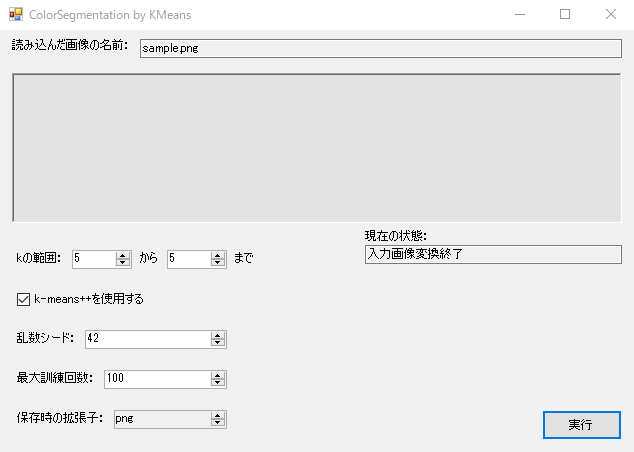 ColorSegmentation by KMeans
読み込んだ画像の名前： sample.png
現在の状態：
入力画像変換終了
kの範囲： 5 から 5 まで
k-means++を使用する
乱数シード： 42
最大訓練回数： 100
保存時の拡張子： png
実行